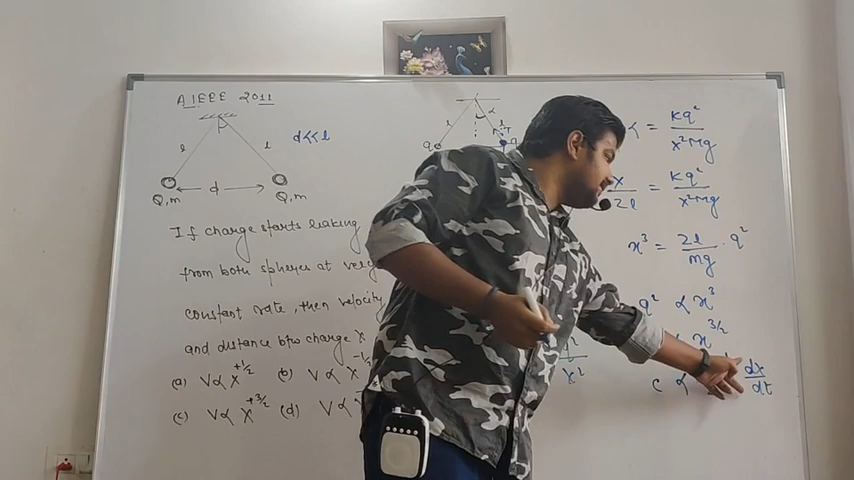 AIEEE 2011
l l d<<l
d
Q,m Q,m
If charge starts leaking
from both spheres at very
constant rate, then velocity
and distance btw charge x
(a) V∝x^{+1/2} (b) V∝x^{-1/2}
(c) V∝x^{+3/2} (d) V∝
l α l T
q q
∝ = Kq²/x²Mg
x/2l = Kq²/x²Mg
x³ = 2l/mg · q²
q² ∝ x³
∝ x^{3/2}
c ∝ dx/dt
x²